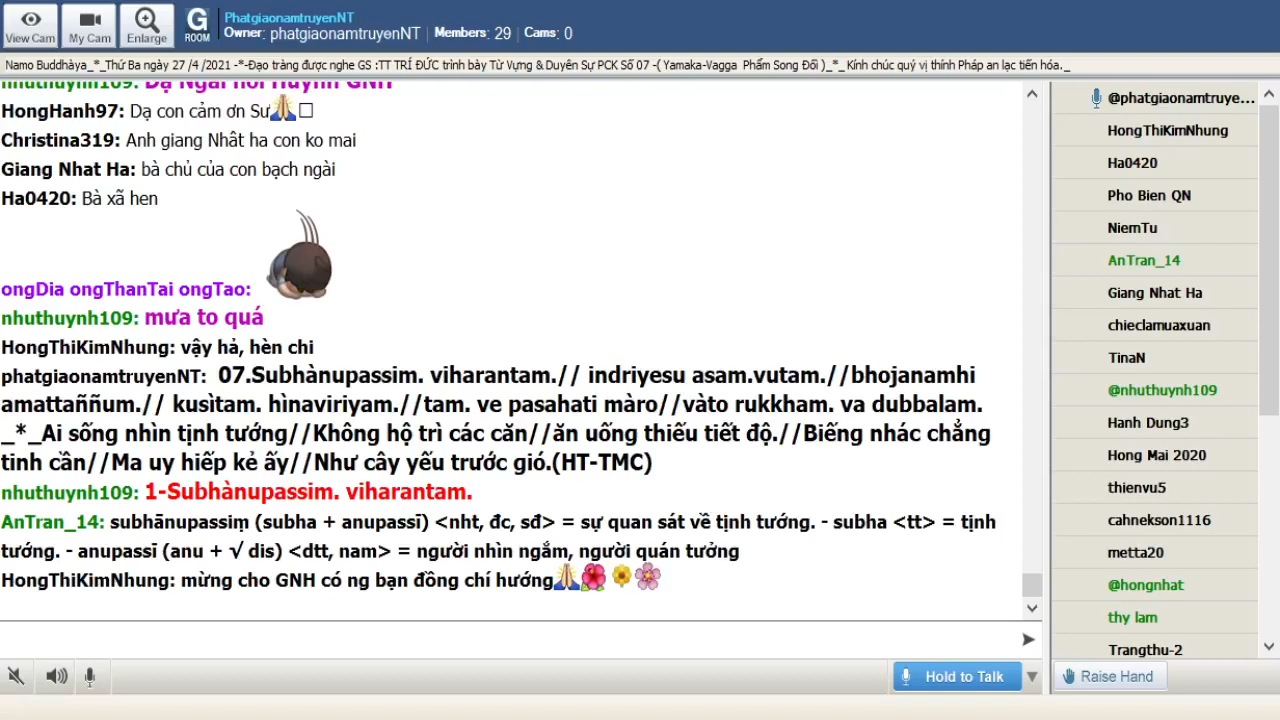 View Cam
My Cam
Enlarge
G
ROOM
PhatgiaonamtruyenNT
Owner: phatgiaonamtruyenNT | Members: 29 | Cams: 0
Namo Buddhàya_*_Thứ Ba ngày 27 /4 /2021 -*-Đạo tràng được nghe GS :TT TRÍ ĐỨC trình bày Từ Vựng & Duyên Sự PCK Số 07 -( Yamaka-Vagga Phẩm Song Đối )_*_ Kính chúc quý vị thính Pháp an lạc tiến hóa._
nhuthuynh109: Dạ Ngài nói Huynh GNH
HongHanh97: Dạ con cảm ơn Sư🙏□
Christina319: Anh giang Nhât ha con ko mai
Giang Nhat Ha: bà chủ của con bạch ngài
Ha0420: Bà xã hen
ongDia ongThanTai ongTao:
nhuthuynh109: mưa to quá
HongThiKimNhung: vậy hả, hèn chi
phatgiaonamtruyenNT: 07.Subhànupassim. viharantam.// indriyesu asam.vutam.//bhojanamhi
amattaññum.// kusìtam. hìnaviriyam.//tam. ve pasahati màro//vàto rukkham. va dubbalam.
_*_Ai sống nhìn tịnh tướng//Không hộ trì các căn//ăn uống thiếu tiết độ.//Biếng nhác chẳng
tinh cần//Ma uy hiếp kẻ ấy//Như cây yếu trước gió.(HT-TMC)
nhuthuynh109: 1-Subhànupassim. viharantam.
AnTran_14: subhānupassiṃ (subha + anupassī) <nht, đc, sđ> = sự quan sát về tịnh tướng. - subha <tt> = tịnh
tướng. - anupassī (anu + √ dis) <dtt, nam> = người nhìn ngắm, người quán tưởng
HongThiKimNhung: mừng cho GNH có ng bạn đồng chí hướng🙏🌺🌼🌸
Hold to Talk
@phatgiaonamtruye...
HongThiKimNhung
Ha0420
Pho Bien QN
NiemTu
AnTran_14
Giang Nhat Ha
chieclamuaxuan
TinaN
@nhuthuynh109
Hanh Dung3
Hong Mai 2020
thienvu5
cahnekson1116
metta20
@hongnhat
thy lam
Trangthu-2
Raise Hand